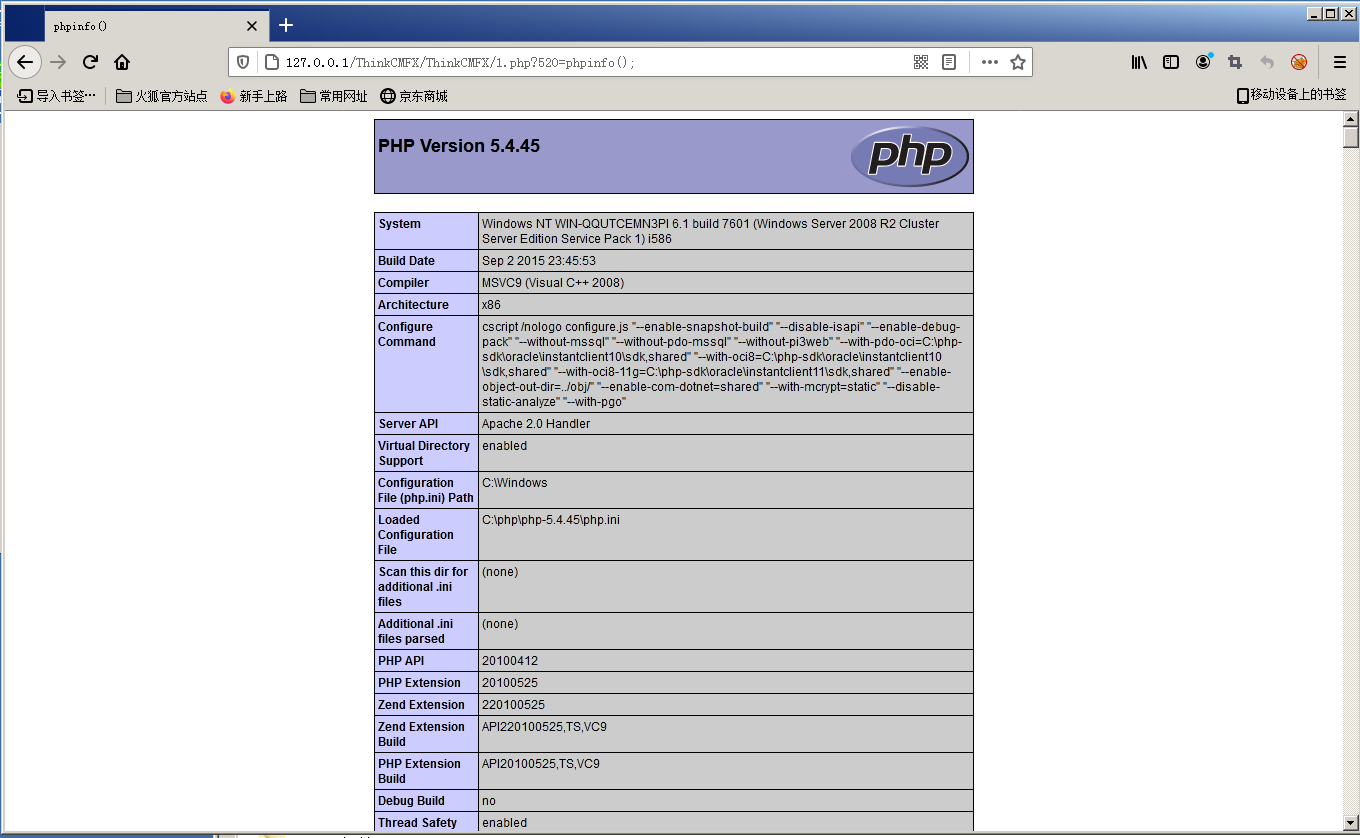 phpinfo()
127.0.0.1/ThinkCMFX/ThinkCMFX/1.php?520=phpinfo();
导入书签… 火狐官方站点 新手上路 常用网址 京东商城 移动设备上的书签
PHP Version 5.4.45
php
System Windows NT WIN-QQUTCEMN3PI 6.1 build 7601 (Windows Server 2008 R2 Cluster
Server Edition Service Pack 1) i586
Build Date Sep 2 2015 23:45:53
Compiler MSVC9 (Visual C++ 2008)
Architecture x86
Configure cscript /nologo configure.js "--enable-snapshot-build" "--disable-isapi" "--enable-debug-
Command pack" "--without-mssql" "--without-pdo-mssql" "--without-pi3web" "--with-pdo-oci=C:\php-
sdk\oracle\instantclient10\sdk,shared" "--with-oci8=C:\php-sdk\oracle\instantclient10
\sdk,shared" "--with-oci8-11g=C:\php-sdk\oracle\instantclient11\sdk,shared" "--enable-
object-out-dir=../obj/" "--enable-com-dotnet=shared" "--with-mcrypt=static" "--disable-
static-analyze" "--with-pgo"
Server API Apache 2.0 Handler
Virtual Directory enabled
Support
Configuration C:\Windows
File (php.ini) Path
Loaded C:\php\php-5.4.45\php.ini
Configuration
File
Scan this dir for (none)
additional .ini
files
Additional .ini (none)
files parsed
PHP API 20100412
PHP Extension 20100525
Zend Extension 220100525
Zend Extension API220100525,TS,VC9
Build
PHP Extension API20100525,TS,VC9
Build
Debug Build no
Thread Safety enabled